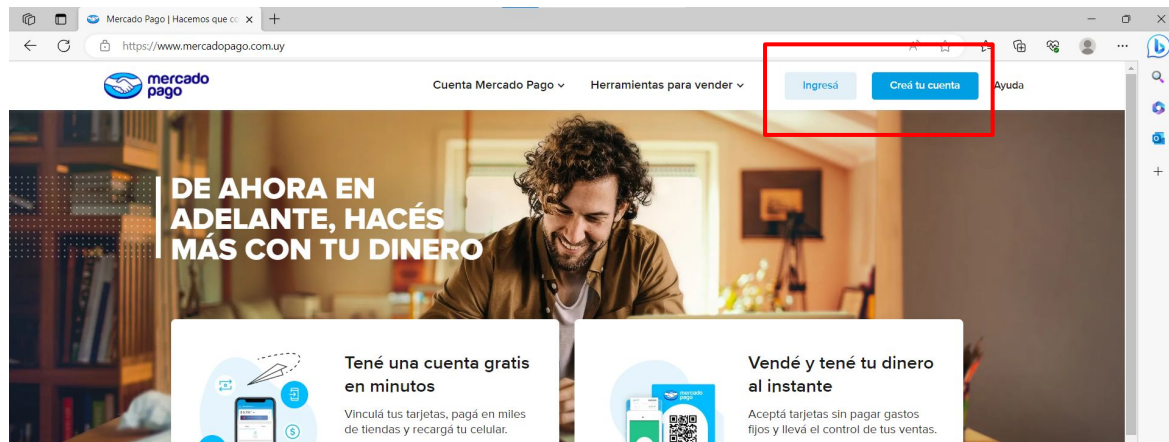 Mercado Pago | Hacemos que co
https://www.mercadopago.com.uy
mercado
pago
Cuenta Mercado Pago
Herramientas para vender
Ingresá
Creá tu cuenta
Ayuda
DE AHORA EN
ADELANTE, HACÉS
MÁS CON TU DINERO
Tené una cuenta gratis
en minutos
Vinculá tus tarjetas, pagá en miles
de tiendas y recargá tu celular.
mercado
pago
Vendé y tené tu dinero
al instante
Aceptá tarjetas sin pagar gastos
fijos y llevá el control de tus ventas.